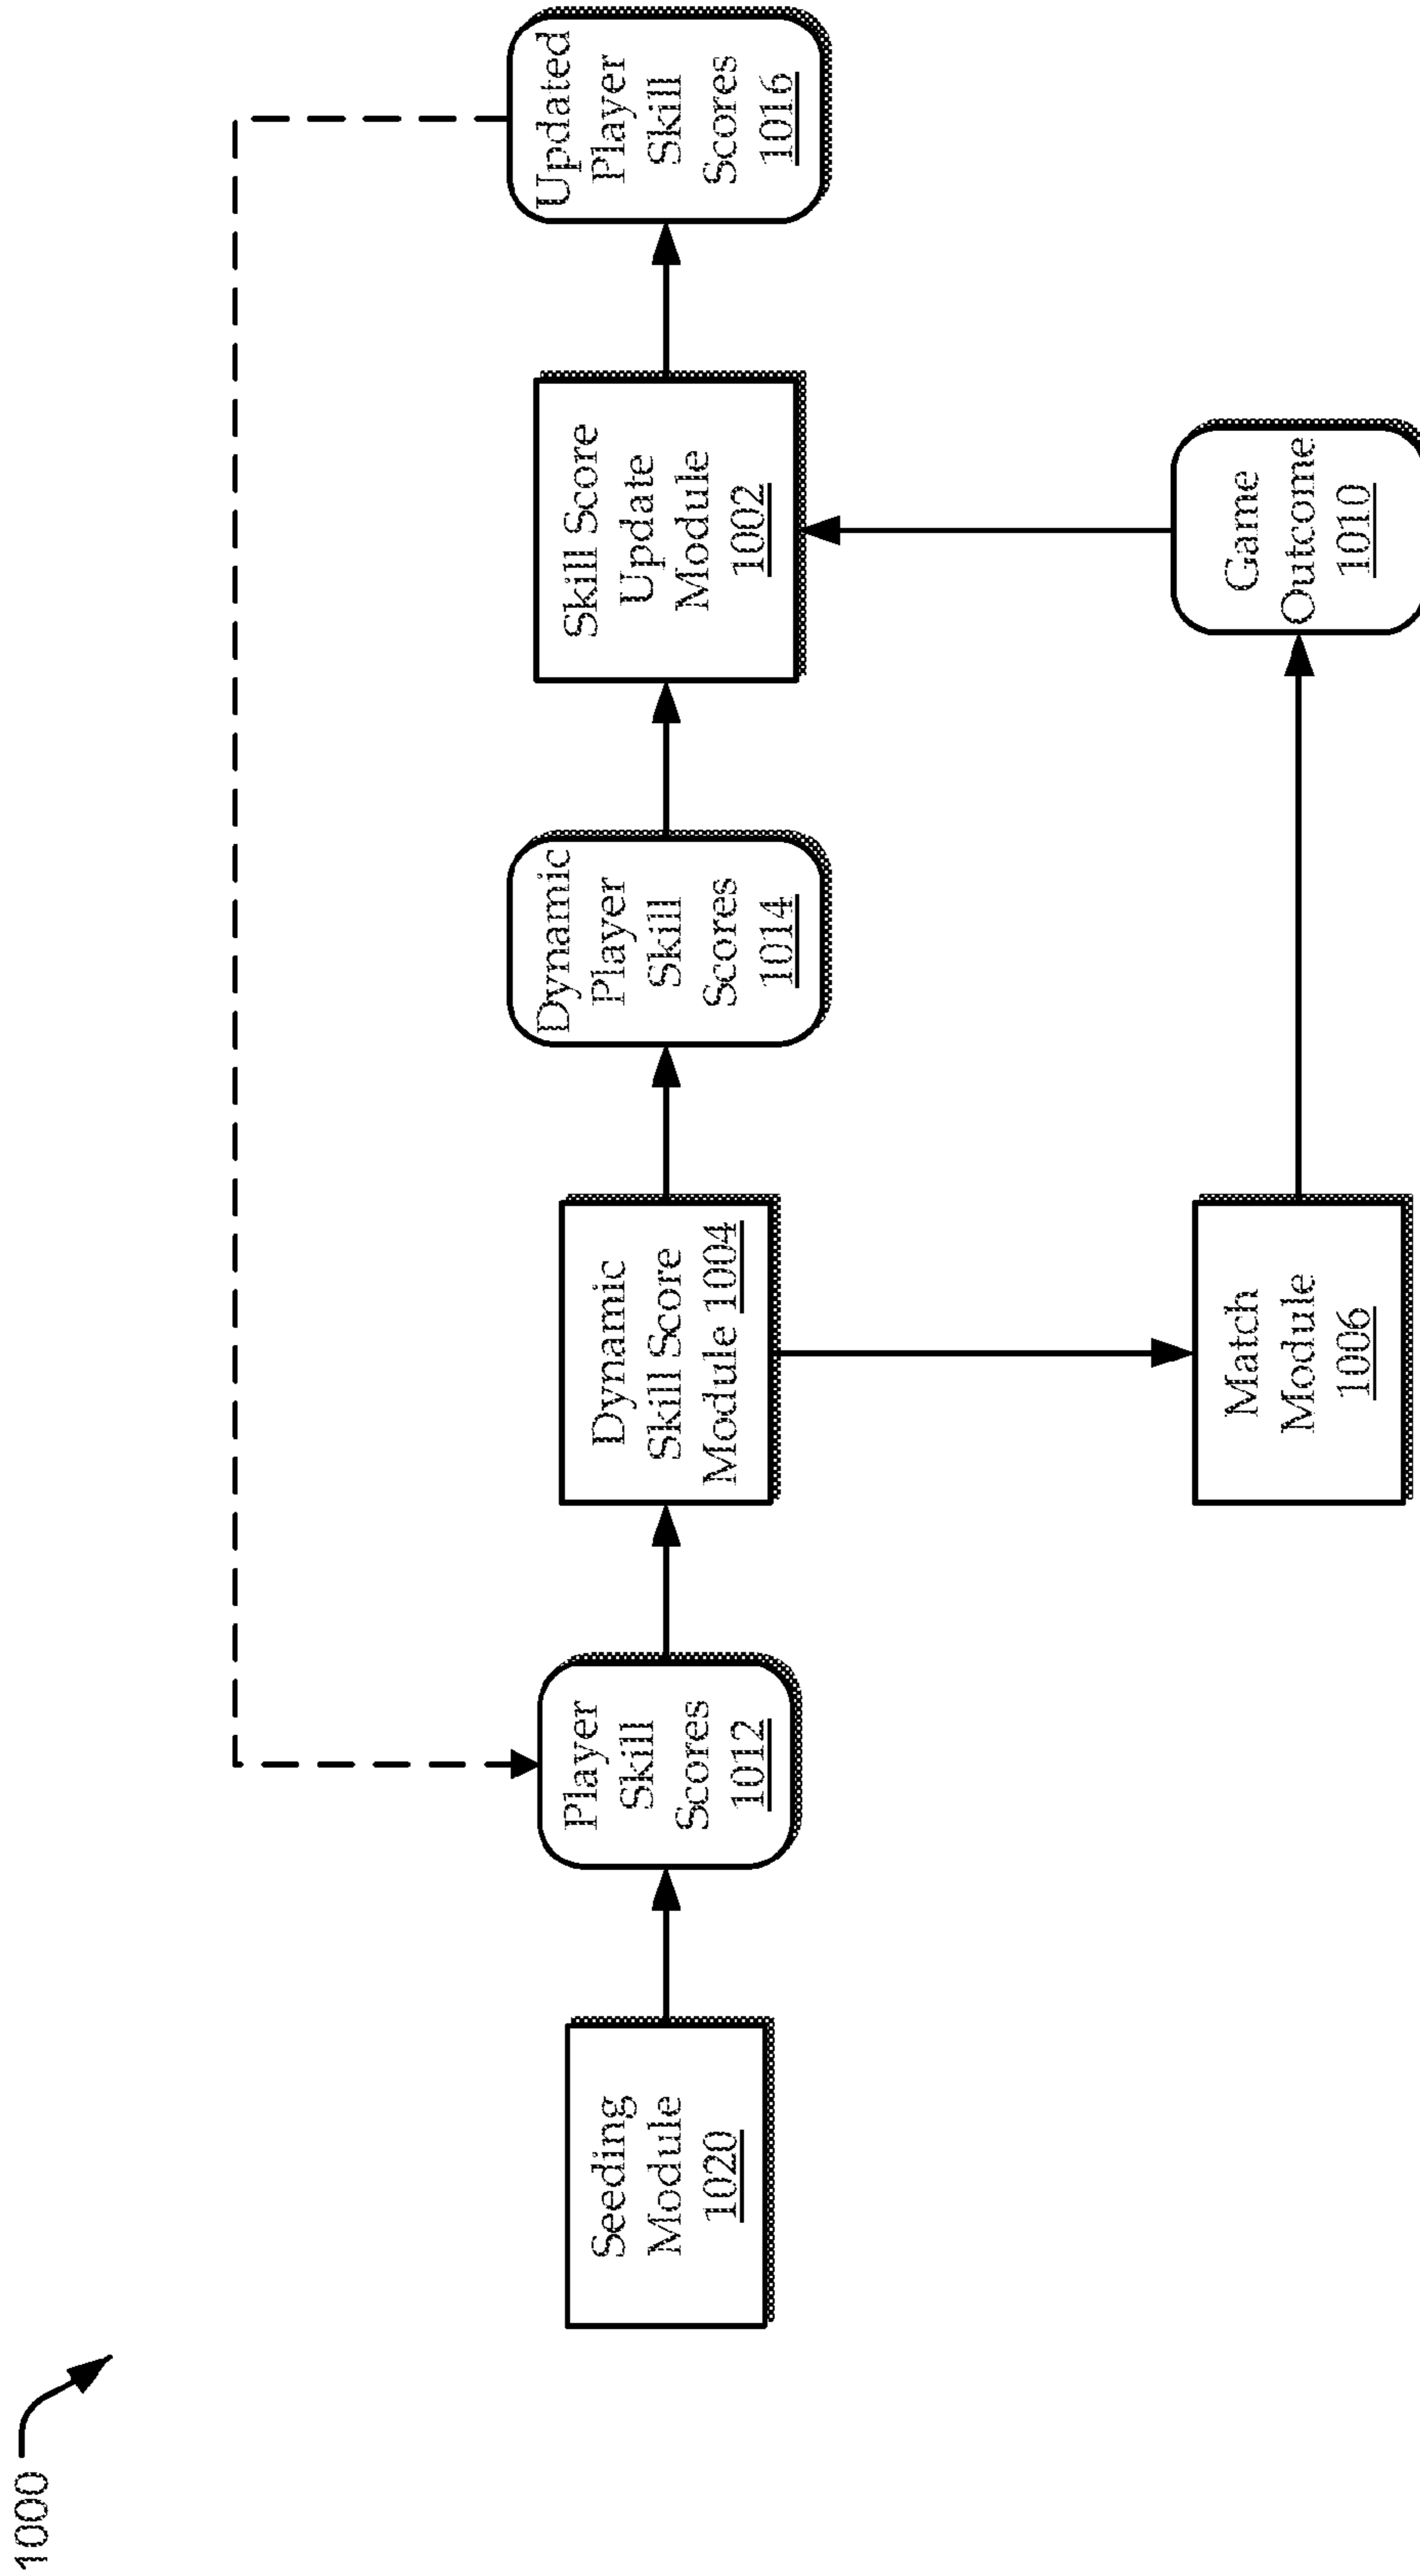 1000
Seeding
Module
1020
Player
Skill
Scores
1012
Dynamic
Skill Score
Module 1004
Dynamic
Player
Skill
Scores
1014
Skill Score
Update
Module
1002
Updated
Player
Skill
Scores
1016
Match
Module
1006
Game
Outcome
1010